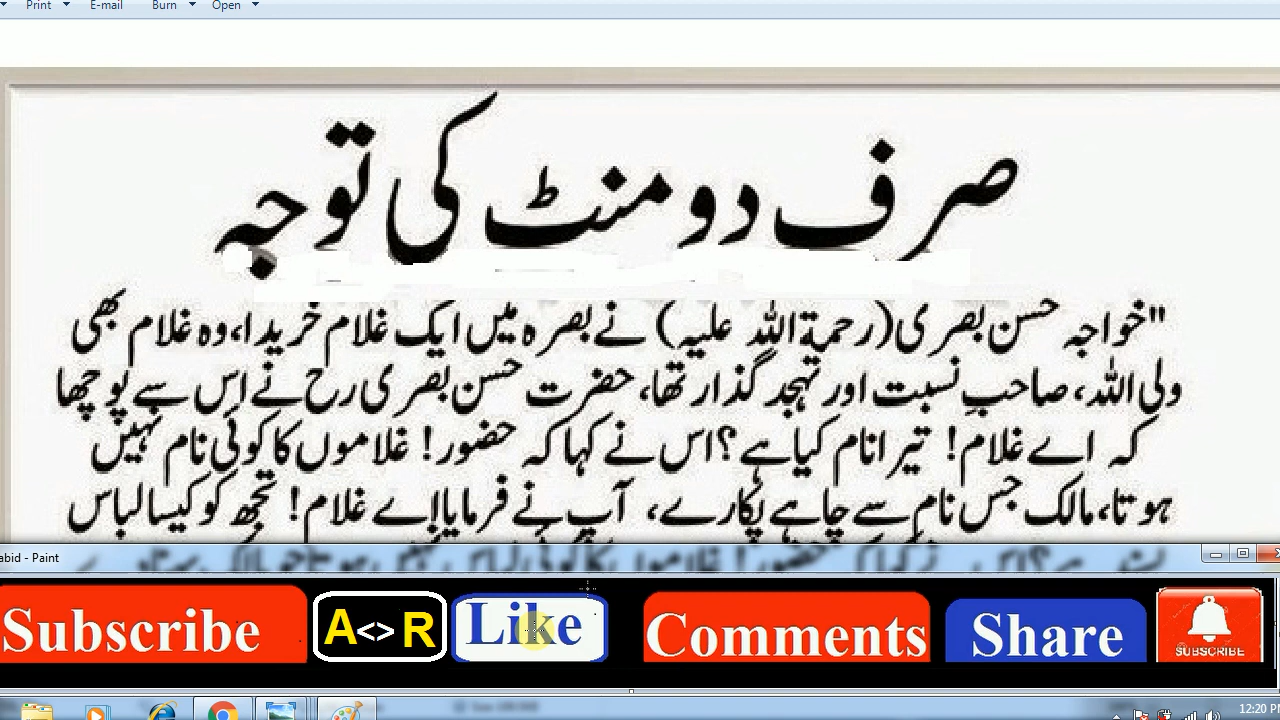 Print E-mail Burn Open
صرف دو منٹ کی توجہ
"خواجہ حسن بصری(رحمۃ اللہ علیہ) نے بصرہ میں ایک غلام خریدا،وہ غلام بھی
ولی اللہ، صاحبِ نسبت اور تہجد گذار تھا، حضرت حسن بصری رح نے اس سے پوچھا
کہ اے غلام! تیرا نام کیا ہے؟اس نے کہا کہ حضور! غلاموں کا کوئی نام نہیں
ہوتا،مالک جس نام سے چاہے پکارے، آپ نے فرمایا اے غلام! تجھ کو کیسا لباس
abid - Paint
Subscribe A<>R Like Comments Share SUBSCRIBE
12:20 P